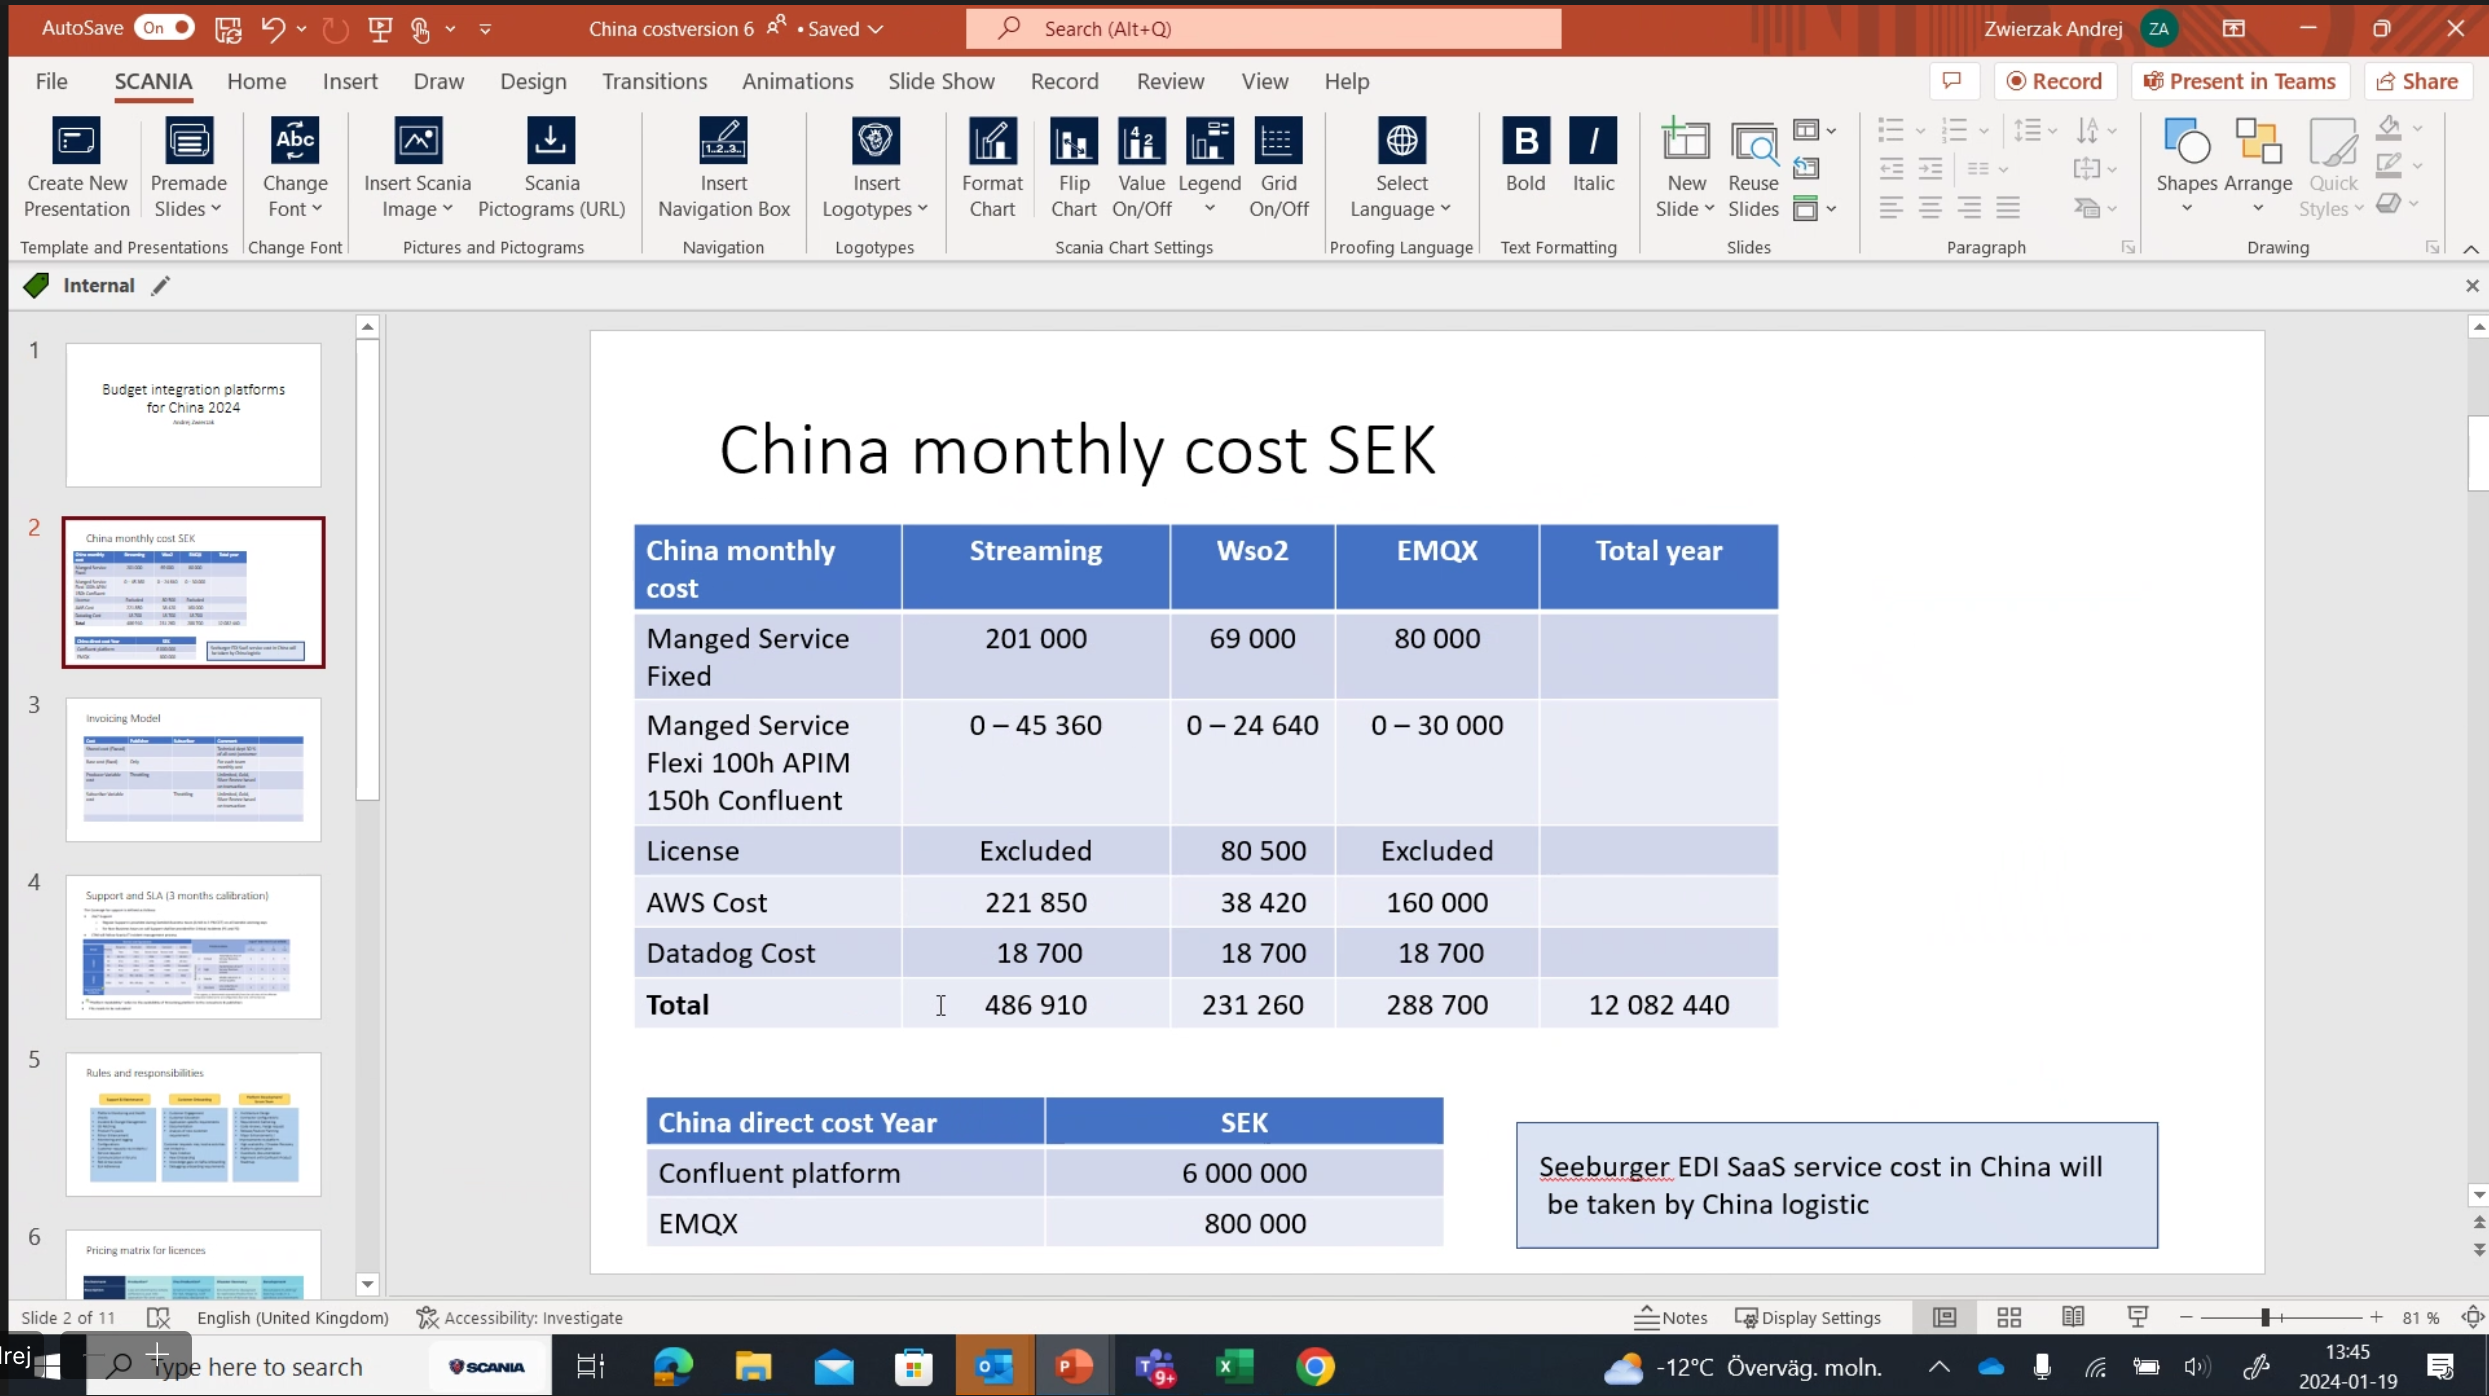 AutoSave On China costversion 6 • Saved Search (Alt+Q) Zwierzak Andrej ZA
File SCANIA Home Insert Draw Design Transitions Animations Slide Show Record Review View Help Record Present in Teams Share
Create New Presentation Premade Slides Change Font Insert Scania Image Scania Pictograms (URL) Insert Navigation Box Insert Logotypes Format Chart Flip Chart Value On/Off Legend Grid On/Off Select Language Bold Italic New Slide Reuse Slides Shapes Arrange Quick Styles
Template and Presentations Change Font Pictures and Pictograms Navigation Logotypes Scania Chart Settings Proofing Language Text Formatting Slides Paragraph Drawing
Internal
1
Budget integration platforms
for China 2024
Andrej Zwierzak
2
China monthly cost SEK
3
Invoicing Model
4
Support and SLA (3 months calibration)
5
Rules and responsibilities
6
Pricing matrix for licences
China monthly cost SEK
China monthly cost Streaming Wso2 EMQX Total year
Manged Service Fixed 201 000 69 000 80 000
Manged Service Flexi 100h APIM 150h Confluent 0 – 45 360 0 – 24 640 0 – 30 000
License Excluded 80 500 Excluded
AWS Cost 221 850 38 420 160 000
Datadog Cost 18 700 18 700 18 700
Total 486 910 231 260 288 700 12 082 440
China direct cost Year SEK
Confluent platform 6 000 000
EMQX 800 000
Seeburger EDI SaaS service cost in China will
be taken by China logistic
Slide 2 of 11 English (United Kingdom) Accessibility: Investigate Notes Display Settings 81 %
rej Type here to search SCANIA 9+ -12°C Överväg. moln. 13:45
2024-01-19